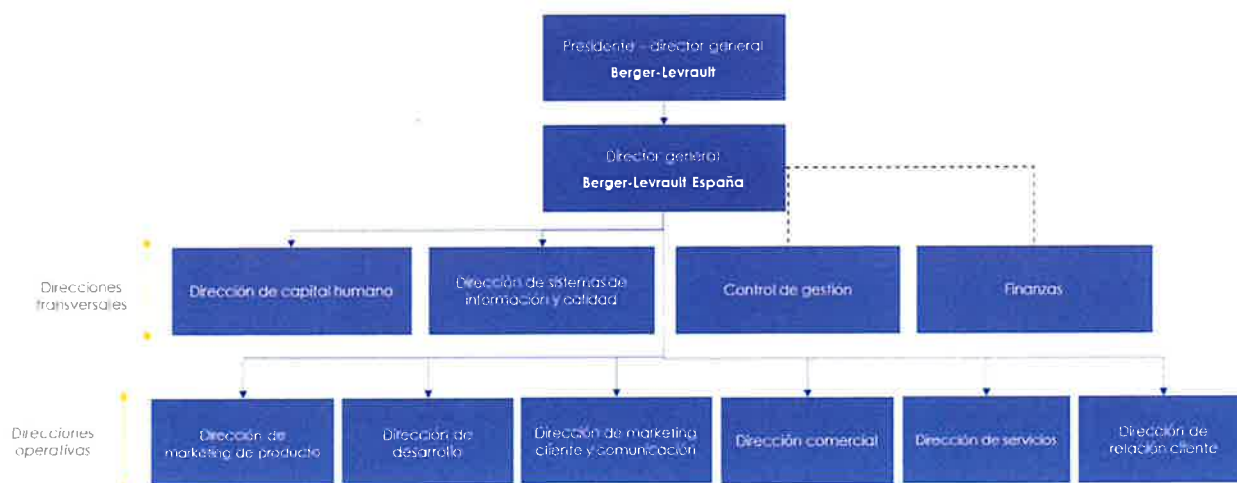 Presidente – director general
Berger-Levrault
Director general
Berger-Levrault España
Direcciones
transversales
Dirección de capital humano
Dirección de sistemas de
información y calidad
Control de gestión
Finanzas
Direcciones
operativas
Dirección de
marketing de producto
Dirección de
desarrollo
Dirección de marketing
cliente y comunicación
Dirección comercial
Dirección de servicios
Dirección de
relación cliente